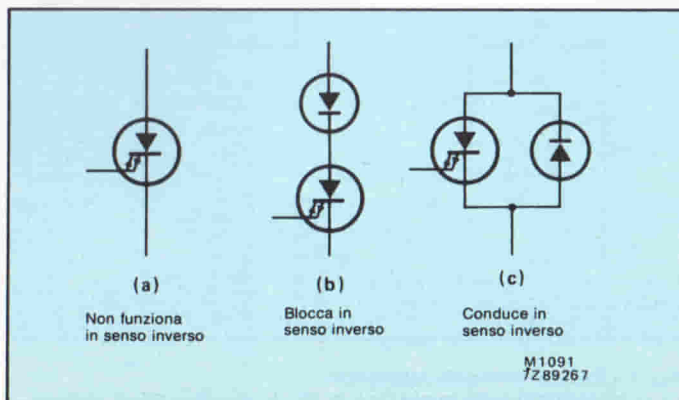 (a)
Non funziona
in senso inverso
(b)
Blocca in
senso inverso
(c)
Conduce in
senso inverso
M1091
7Z89267